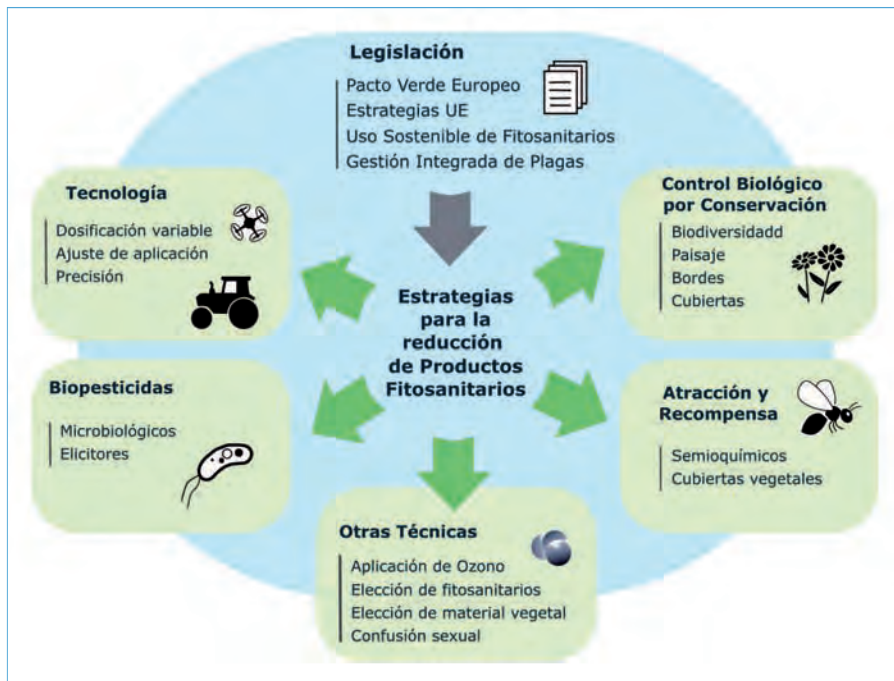 Legislación
Pacto Verde Europeo
Estrategias UE
Uso Sostenible de Fitosanitarios
Gestión Integrada de Plagas
Tecnología
Dosificación variable
Ajuste de aplicación
Precisión
Control Biológico
por Conservación
Biodiversidadd
Paisaje
Bordes
Cubiertas
Estrategias
para la
reducción
de Productos
Fitosanitarios
Biopesticidas
Microbiológicos
Elicitores
Atracción y
Recompensa
Semioquímicos
Cubiertas vegetales
Otras Técnicas
Aplicación de Ozono
Elección de fitosanitarios
Elección de material vegetal
Confusión sexual